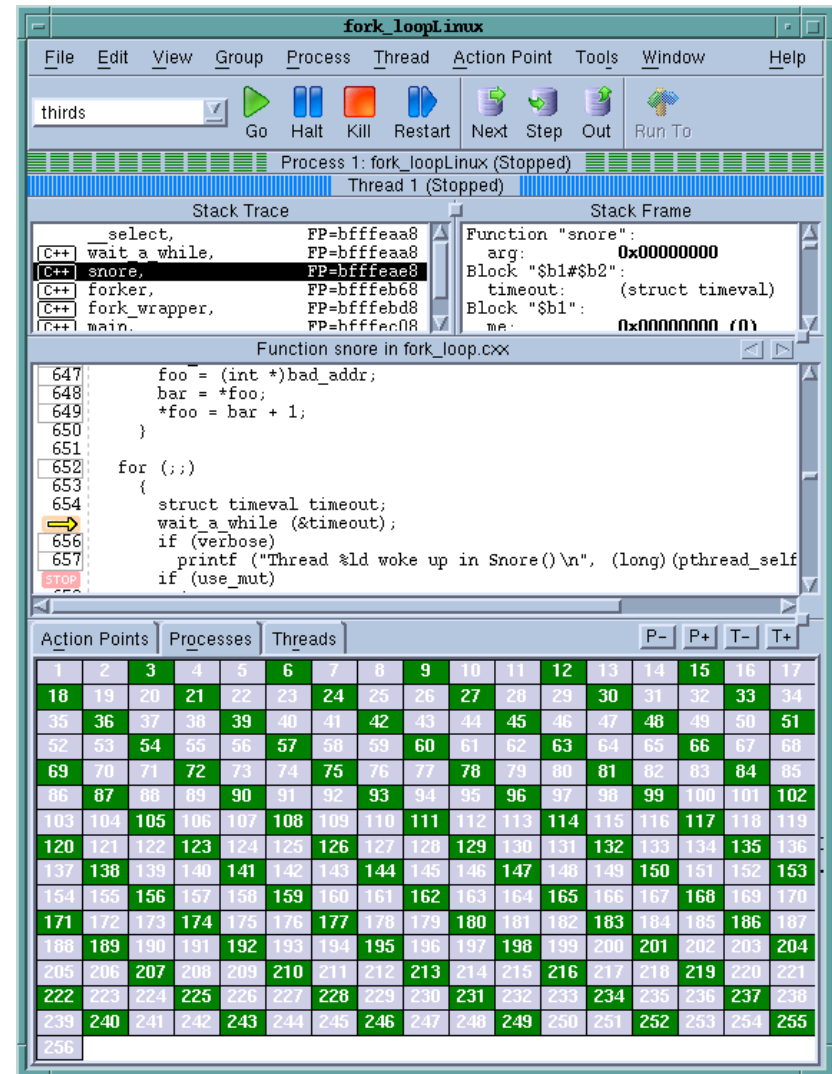 fork_loopLinux
File Edit View Group Process Thread Action Point Tools Window Help
thirds Go Halt Kill Restart Next Step Out Run To
Process 1: fork_loopLinux (Stopped)
Thread 1 (Stopped)
Stack Trace
__select, FP=bfffeaa8
C++ wait_a_while, FP=bfffeac8
C++ snore, FP=bfffeae8
C++ forker, FP=bfffeb68
C++ fork_wrapper, FP=bfffebd8
C++ main, FP=bfffec08
Stack Frame
Function "snore":
arg: 0x00000000
Block "$b1#$b2":
timeout: (struct timeval)
Block "$b1":
me: 0x00000000 (0)
Function snore in fork_loop.cxx
647 foo = (int *)bad_addr;
648 bar = *foo;
649 *foo = bar + 1;
650 }
651
652 for (;;)
653 {
654 struct timeval timeout;
wait_a_while (&timeout);
656 if (verbose)
657 printf ("Thread %ld woke up in Snore()\n", (long)(pthread_self
STOP if (use_mut)
Action Points Processes Threads P- P+ T- T+
1 2 3 4 5 6 7 8 9 10 11 12 13 14 15 16 17
18 19 20 21 22 23 24 25 26 27 28 29 30 31 32 33 34
35 36 37 38 39 40 41 42 43 44 45 46 47 48 49 50 51
52 53 54 55 56 57 58 59 60 61 62 63 64 65 66 67 68
69 70 71 72 73 74 75 76 77 78 79 80 81 82 83 84 85
86 87 88 89 90 91 92 93 94 95 96 97 98 99 100 101 102
103 104 105 106 107 108 109 110 111 112 113 114 115 116 117 118 119
120 121 122 123 124 125 126 127 128 129 130 131 132 133 134 135 136
137 138 139 140 141 142 143 144 145 146 147 148 149 150 151 152 153
154 155 156 157 158 159 160 161 162 163 164 165 166 167 168 169 170
171 172 173 174 175 176 177 178 179 180 181 182 183 184 185 186 187
188 189 190 191 192 193 194 195 196 197 198 199 200 201 202 203 204
205 206 207 208 209 210 211 212 213 214 215 216 217 218 219 220 221
222 223 224 225 226 227 228 229 230 231 232 233 234 235 236 237 238
239 240 241 242 243 244 245 246 247 248 249 250 251 252 253 254 255
256